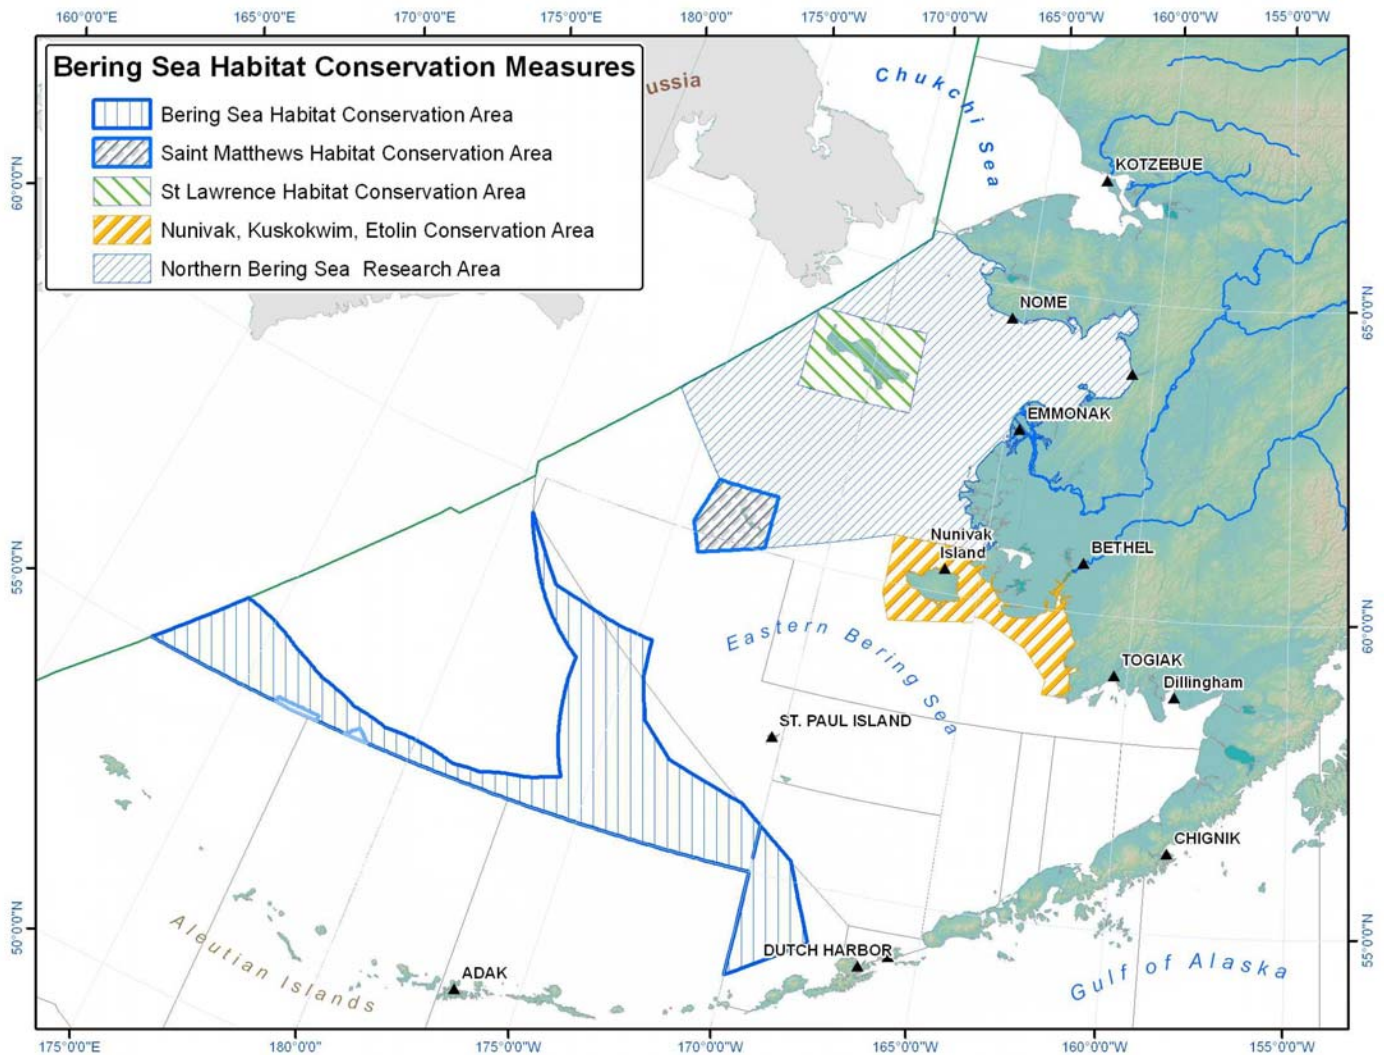 160°0'0"E 165°0'0"E 170°0'0"E 175°0'0"E 180°0'0" 175°0'0"W 170°0'0"W 165°0'0"W 160°0'0"W 155°0'0"W
Bering Sea Habitat Conservation Measures
Bering Sea Habitat Conservation Area
Saint Matthews Habitat Conservation Area
St Lawrence Habitat Conservation Area
Nunivak, Kuskokwim, Etolin Conservation Area
Northern Bering Sea Research Area
ussia
Chukchi Sea
KOTZEBUE
60°0'0"N
NOME
65°0'0"N
EMMONAK
Nunivak
Island
BETHEL
55°0'0"N
60°0'0"N
Eastern Bering Sea
TOGIAK
Dillingham
ST. PAUL ISLAND
CHIGNIK
50°0'0"N
55°0'0"N
Aleutian Islands
ADAK
DUTCH HARBOR
Gulf of Alaska
175°0'0"E 180°0'0" 175°0'0"W 170°0'0"W 165°0'0"W 160°0'0"W 155°0'0"W